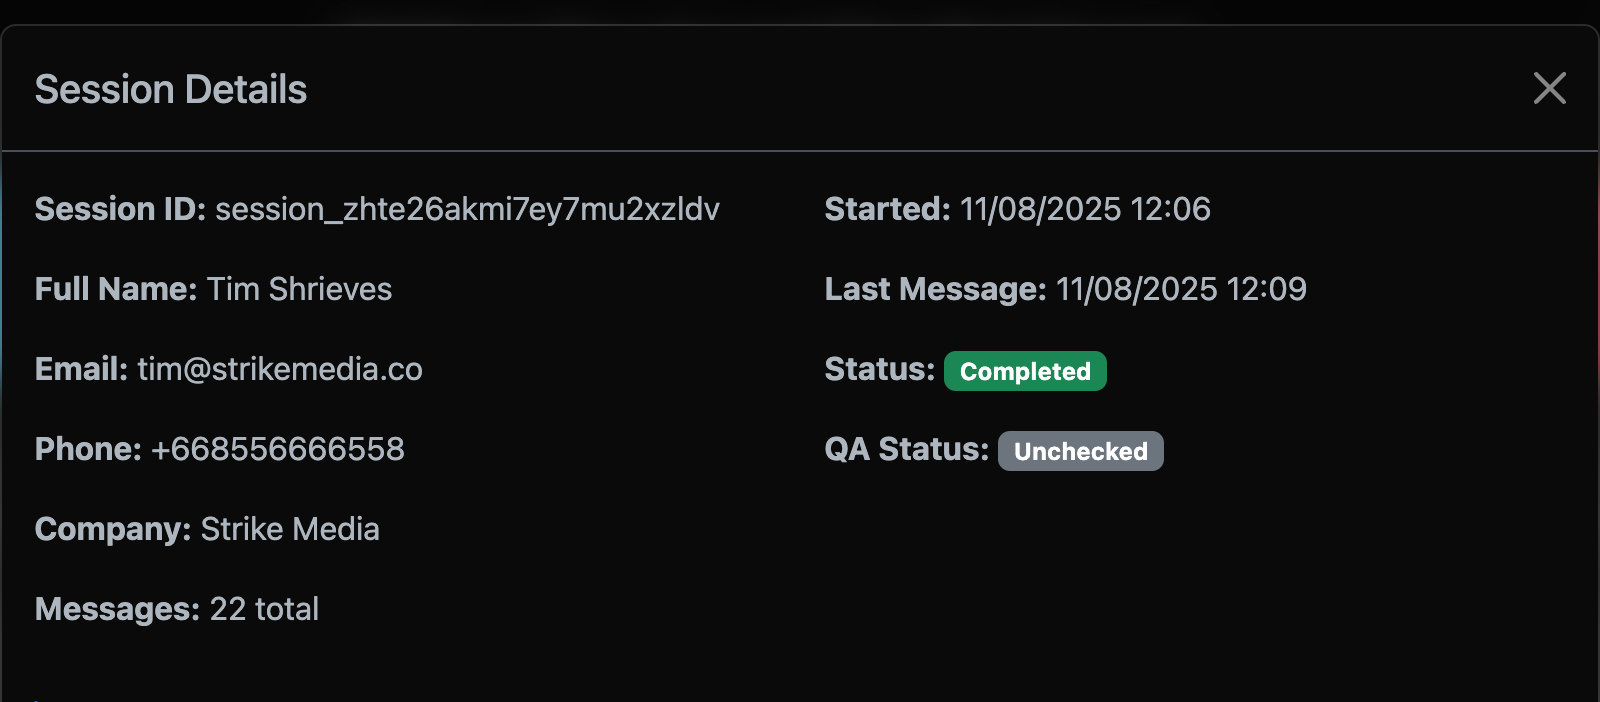 Session Details
Session ID: session_zhte26akmi7ey7mu2xzldv
Started: 11/08/2025 12:06
Full Name: Tim Shrieves
Last Message: 11/08/2025 12:09
Email: tim@strikemedia.co
Status: Completed
Phone: +668556666558
QA Status: Unchecked
Company: Strike Media
Messages: 22 total